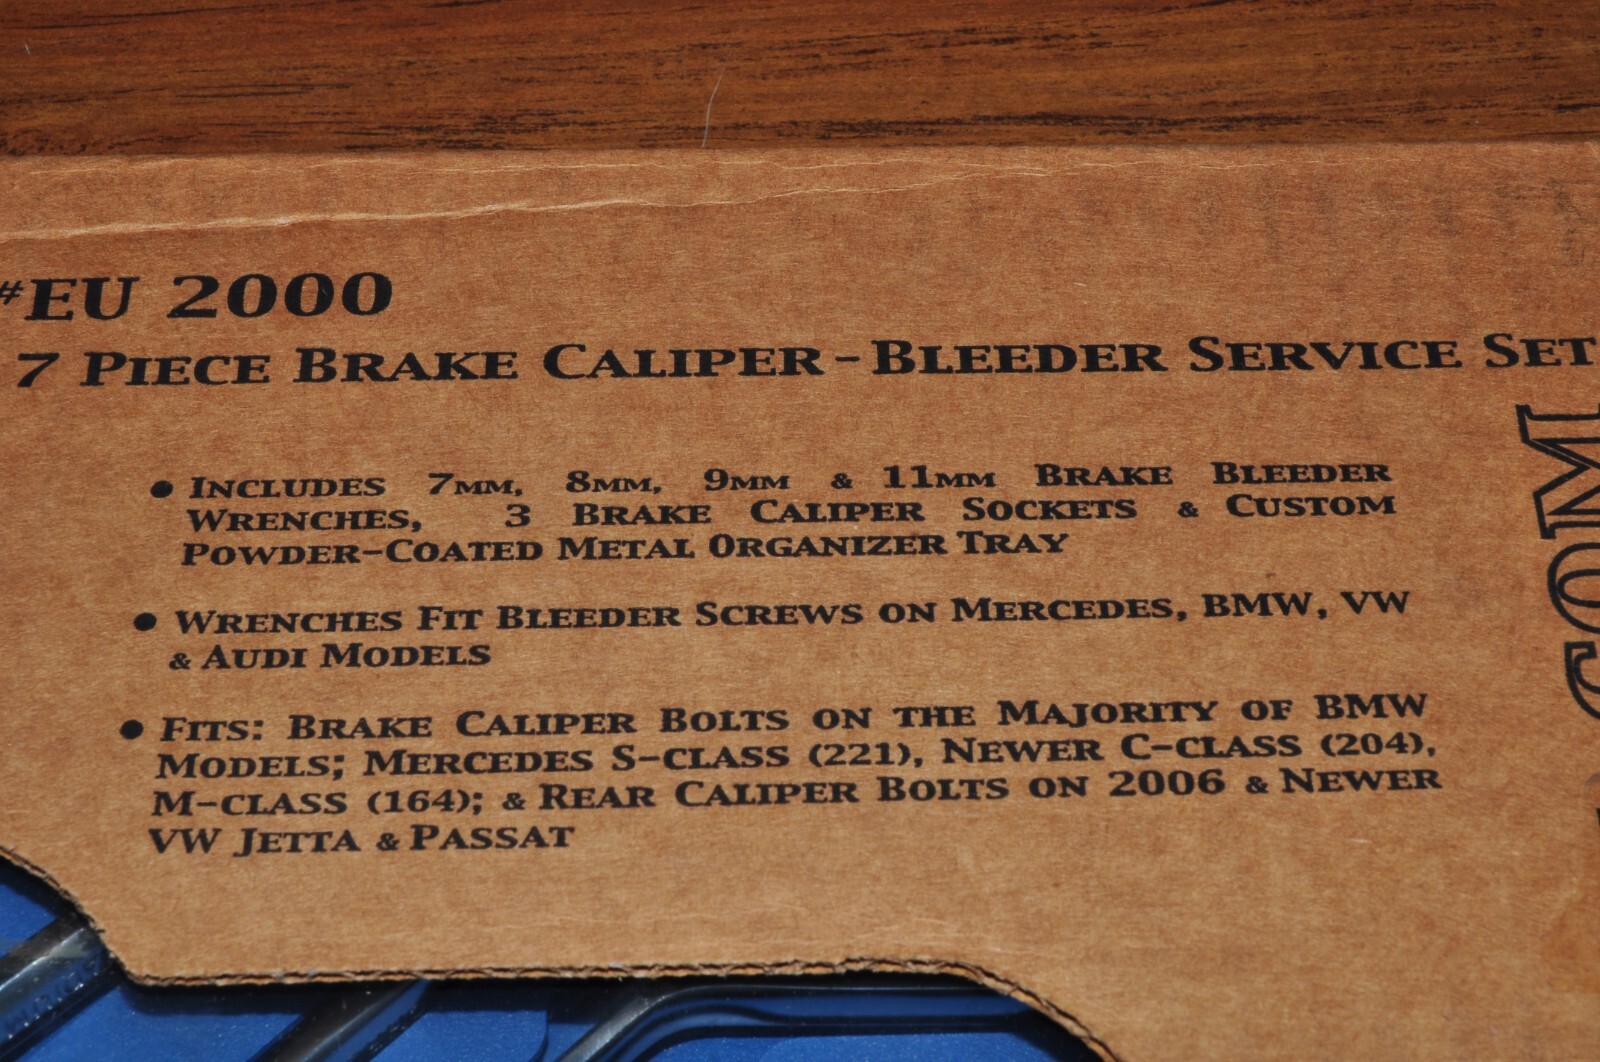 #EU 2000
7 PIECE BRAKE CALIPER-BLEEDER SERVICE SET
• INCLUDES 7MM, 8MM, 9MM & 11MM BRAKE BLEEDER
WRENCHES, 3 BRAKE CALIPER SOCKETS & CUSTOM
POWDER-COATED METAL ORGANIZER TRAY
• WRENCHES FIT BLEEDER SCREWS ON MERCEDES, BMW, VW
& AUDI MODELS
• FITS: BRAKE CALIPER BOLTS ON THE MAJORITY OF BMW
MODELS; MERCEDES S-CLASS (221), NEWER C-CLASS (204),
M-CLASS (164); & REAR CALIPER BOLTS ON 2006 & NEWER
VW JETTA & PASSAT
COM